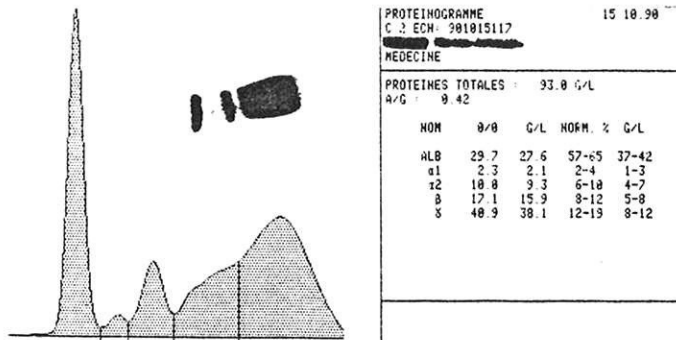 PROTEINOGRAMME 15 10.90
C 2 ECH: 901015117
MEDECINE
PROTEINES TOTALES : 93.0 G/L
A/G : 0.42
NOM 0/0 G/L NORM. % G/L
ALB 29.7 27.6 57-65 37-42
α1 2.3 2.1 2-4 1-3
α2 10.0 9.3 6-10 4-7
β 17.1 15.9 8-12 5-8
γ 40.9 38.1 12-19 8-12